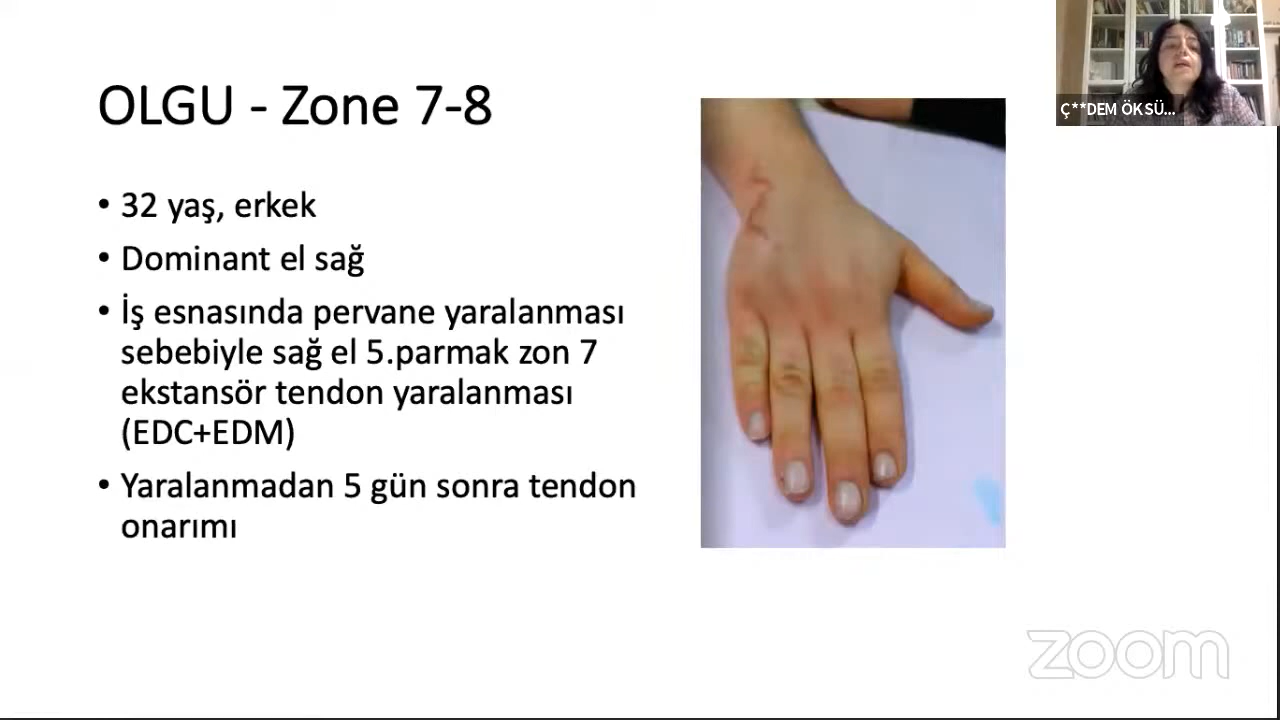 OLGU - Zone 7-8
Ç**DEM ÖKSÜ...
• 32 yaş, erkek
• Dominant el sağ
• İş esnasında pervane yaralanması
sebebiyle sağ el 5.parmak zon 7
ekstansör tendon yaralanması
(EDC+EDM)
• Yaralanmadan 5 gün sonra tendon
onarımı
zoom